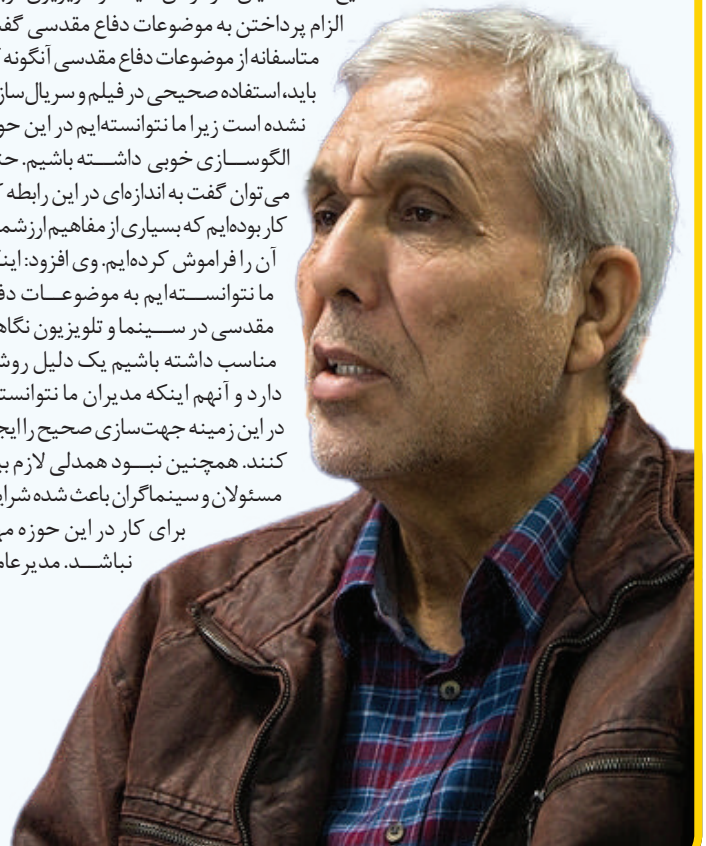 الزام پرداختن به موضوعات دفاع مقدسی
متاسفانه از موضوعات دفاع مقدسی آنگونه
باید، استفاده صحیحی در فیلم و سریال‌ساز
نشده است زیرا ما نتوانسته‌ایم در این حو
الگوسازی خوبی داشته باشیم. حت
می‌توان گفت به اندازه‌ای در این رابطه ک
کار بوده‌ایم که بسیاری از مفاهیم ارزشم
آن را فراموش کرده‌ایم. وی افزود: این
ما نتوانسته‌ایم به موضوعات دف
مقدسی در سینما و تلویزیون نگاه
مناسب داشته باشیم یک دلیل روش
دارد و آنهم اینکه مدیران ما نتوانست
در این زمینه جهت‌سازی صحیح را ایج
کنند. همچنین نبود همدلی لازم بی
مسئولان و سینماگران باعث شده شرای
برای کار در این حوزه مه
نباشد. مدیرعام